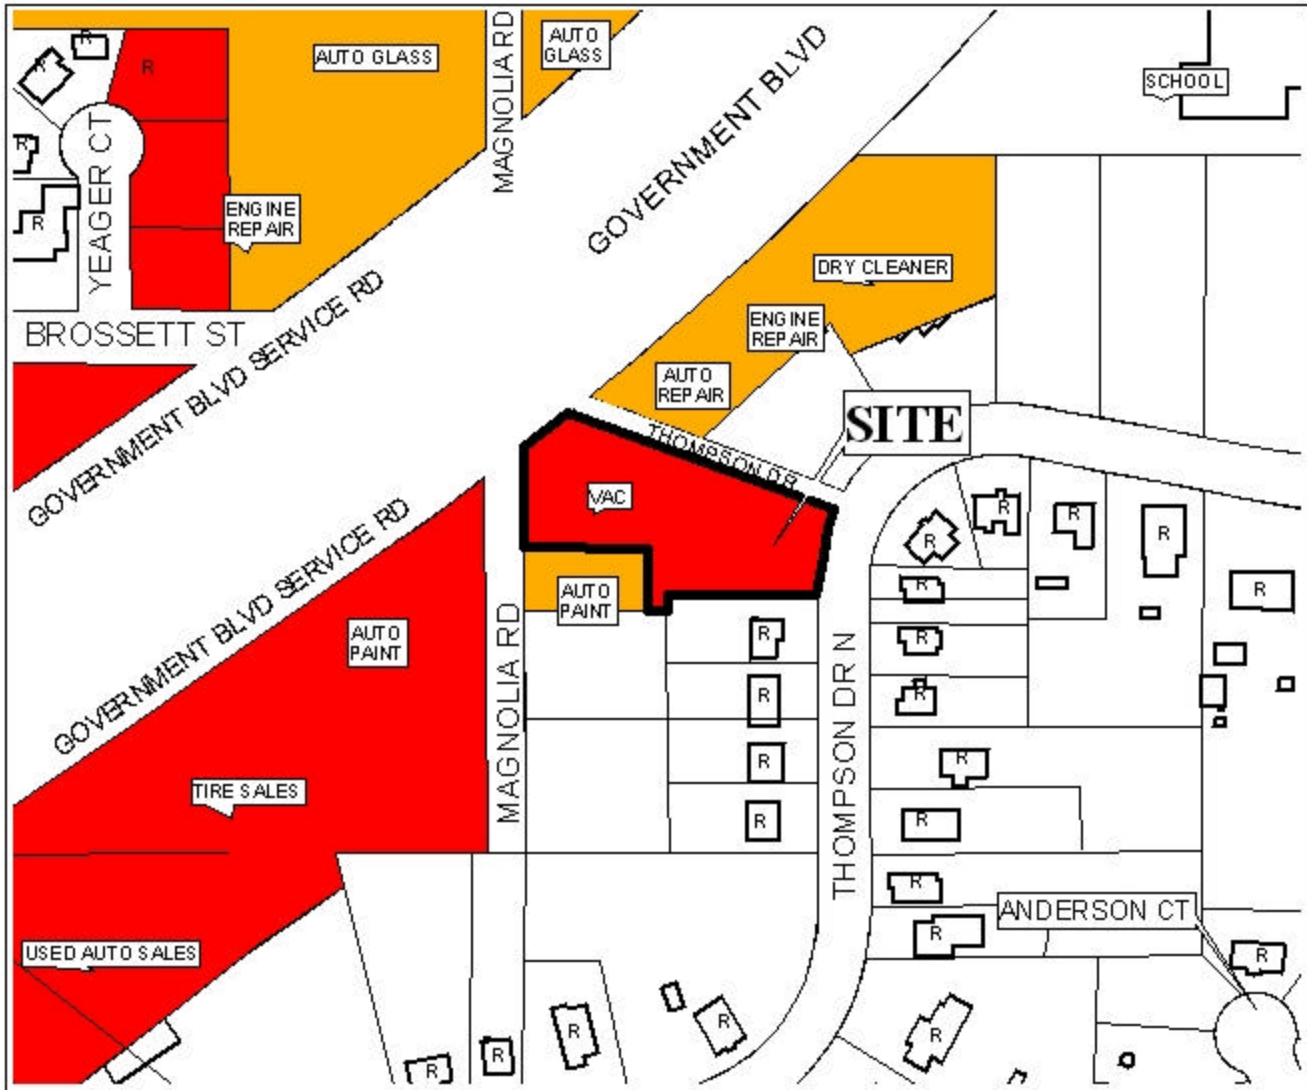 MAGNOLIA RD
AUTO GLASS
AUTO
GLASS
GOVERNMENT BLVD
SCHOOL
R
R
R
R
R
YEAGER CT
ENGINE
REPAIR
DRY CLEANER
BROSSETT ST
GOVERNMENT BLVD SERVICE RD
ENGINE
REPAIR
AUTO
REPAIR
SITE
THOMPSON DR
VAC
GOVERNMENT BLVD SERVICE RD
AUTO
PAINT
AUTO
PAINT
MAGNOLIA RD
THOMPSON DR N
R
R
R
R
R
R
R
R
R
R
R
R
TIRE SALES
R
R
R
R
ANDERSON CT
USED AUTO SALES
R
R
R
R
R
R